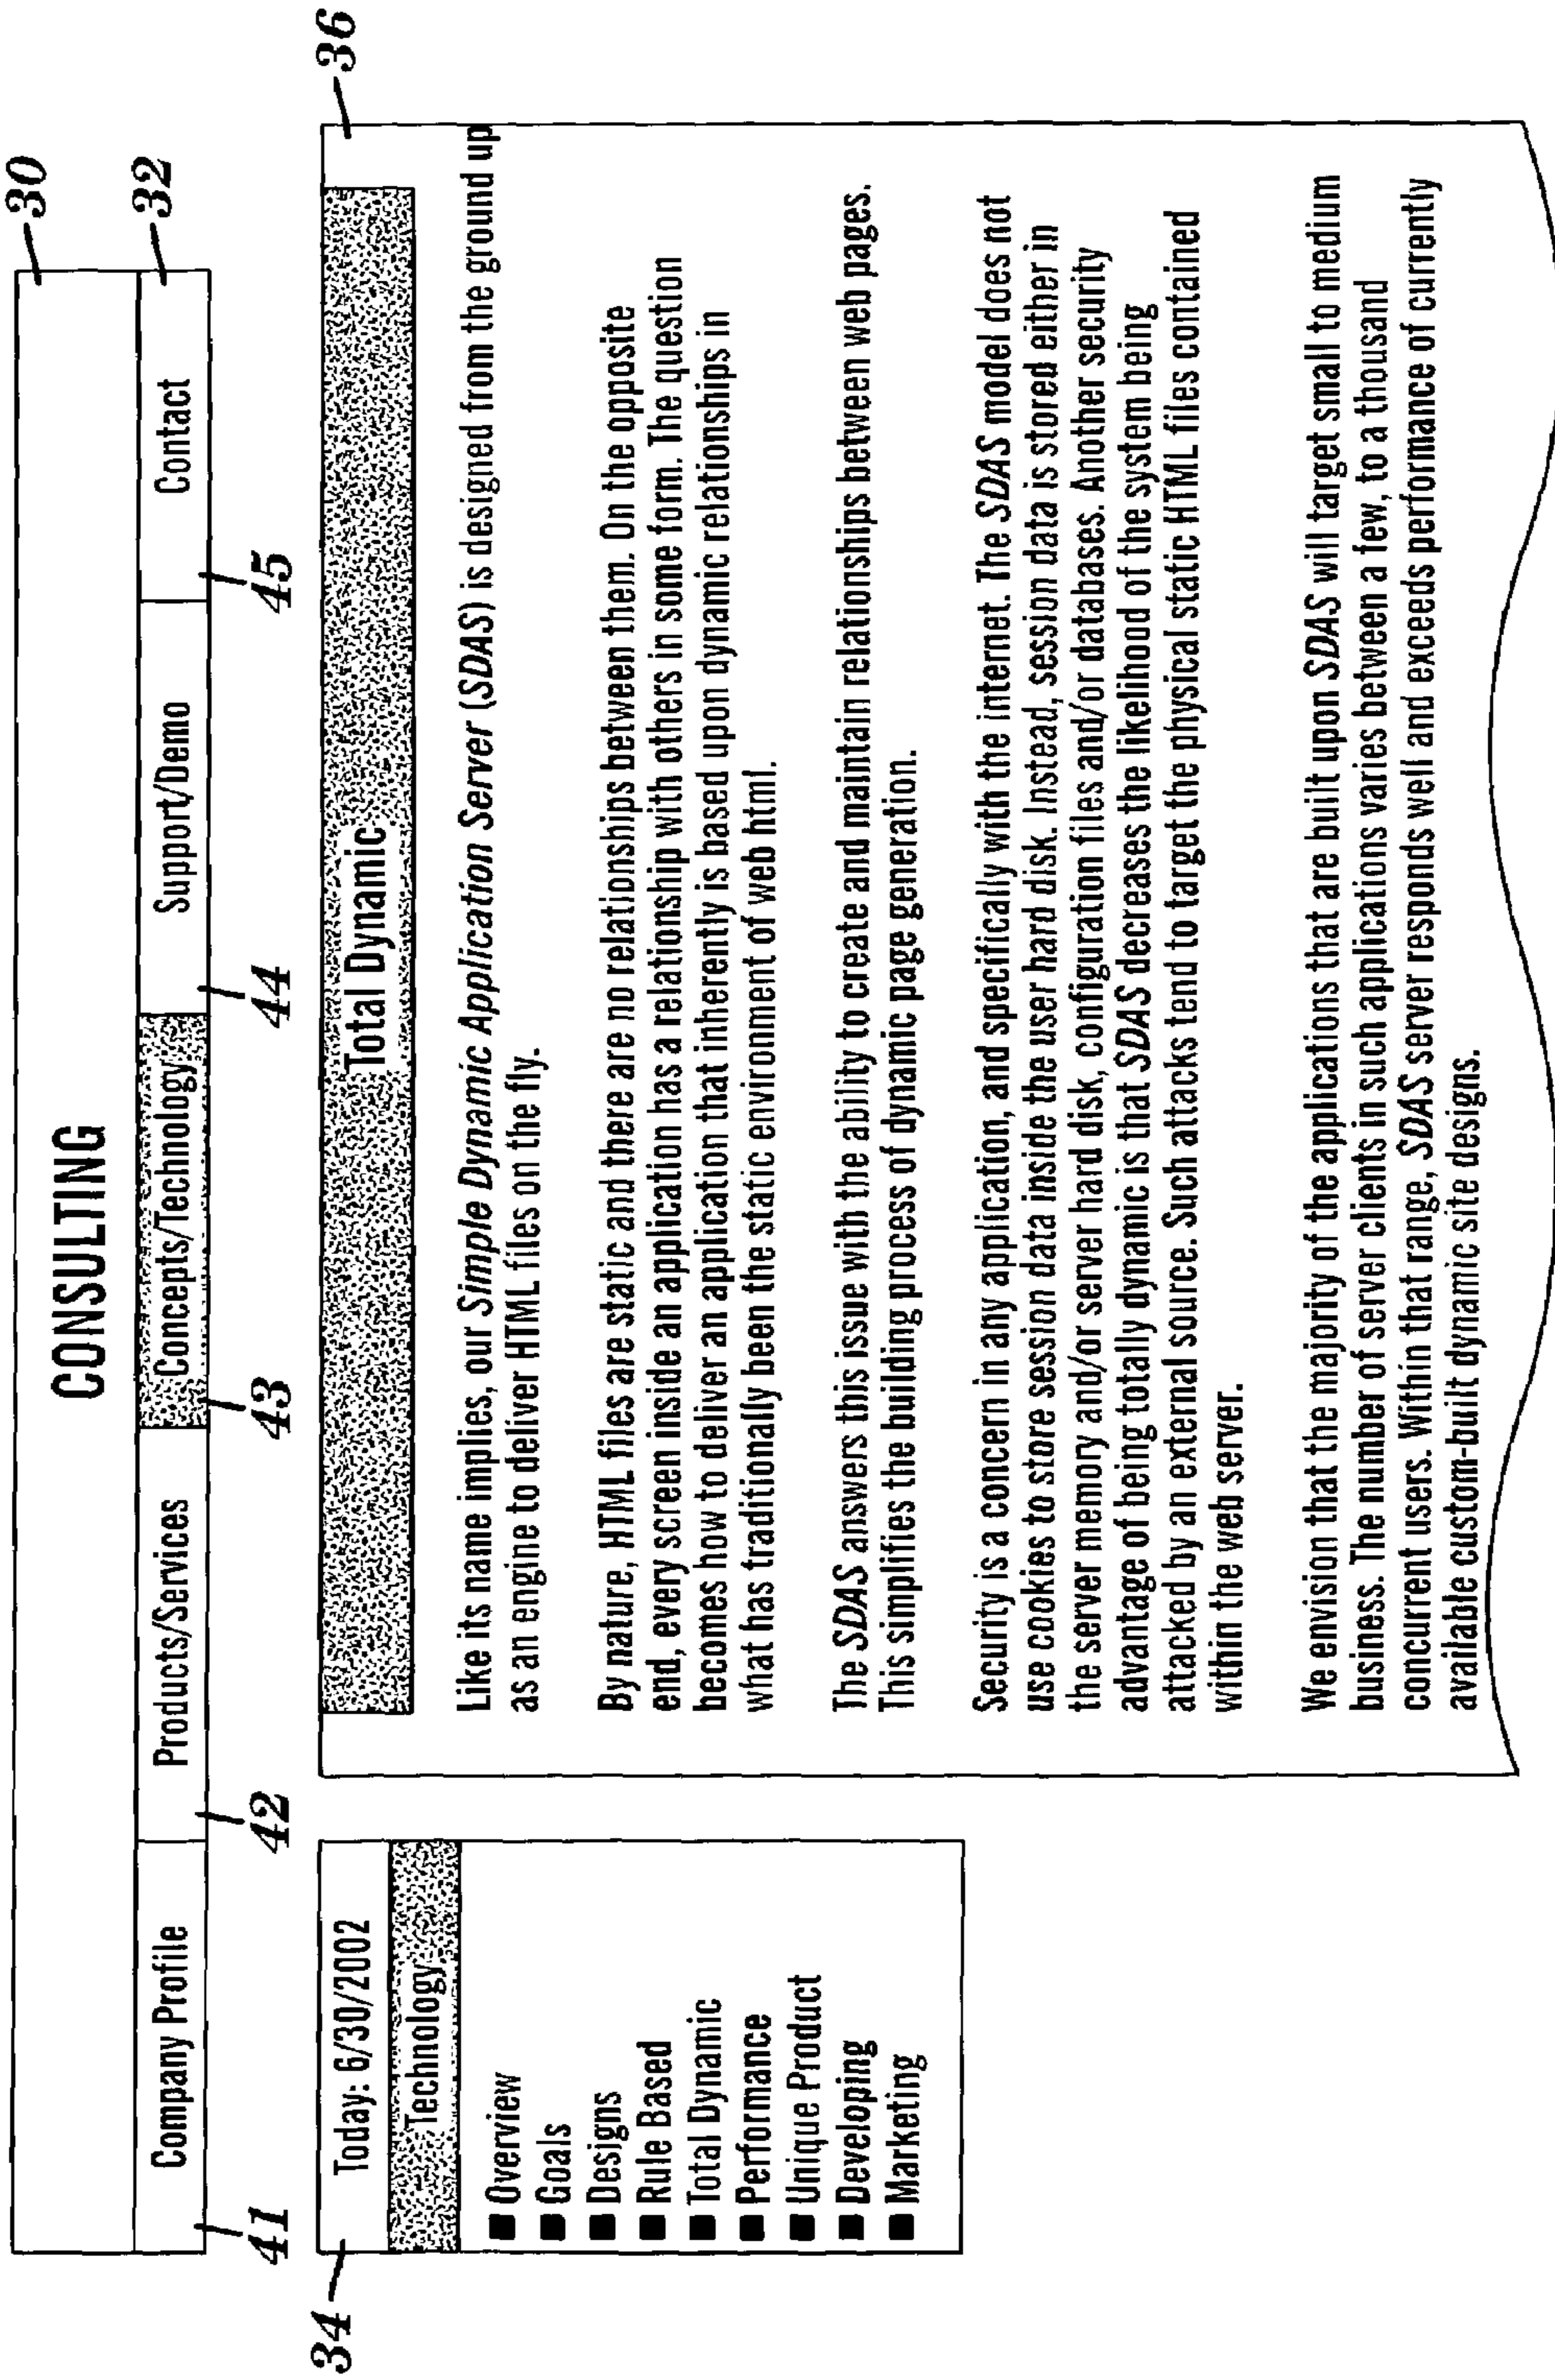 CONSULTING
30
Company Profile
Products/Services
Concepts/Technology
Support/Demo
Contact
32
41
42
43
44
45
34
Today: 6/30/2002
Technology
■ Overview
■ Goals
■ Designs
■ Rule Based
■ Total Dynamic
■ Performance
■ Unique Product
■ Developing
■ Marketing
36
Total Dynamic
Like its name implies, our Simple Dynamic Application Server (SDAS) is designed from the ground up
as an engine to deliver HTML files on the fly.
By nature, HTML files are static and there are no relationships between them. On the opposite
end, every screen inside an application has a relationship with others in some form. The question
becomes how to deliver an application that inherently is based upon dynamic relationships in
what has traditionally been the static environment of web html.
The SDAS answers this issue with the ability to create and maintain relationships between web pages.
This simplifies the building process of dynamic page generation.
Security is a concern in any application, and specifically with the internet. The SDAS model does not
use cookies to store session data inside the user hard disk. Instead, session data is stored either in
the server memory and/or server hard disk, configuration files and/or databases. Another security
advantage of being totally dynamic is that SDAS decreases the likelihood of the system being
attacked by an external source. Such attacks tend to target the physical static HTML files contained
within the web server.
We envision that the majority of the applications that are built upon SDAS will target small to medium
business. The number of server clients in such applications varies between a few, to a thousand
concurrent users. Within that range, SDAS server responds well and exceeds performance of currently
available custom-built dynamic site designs.